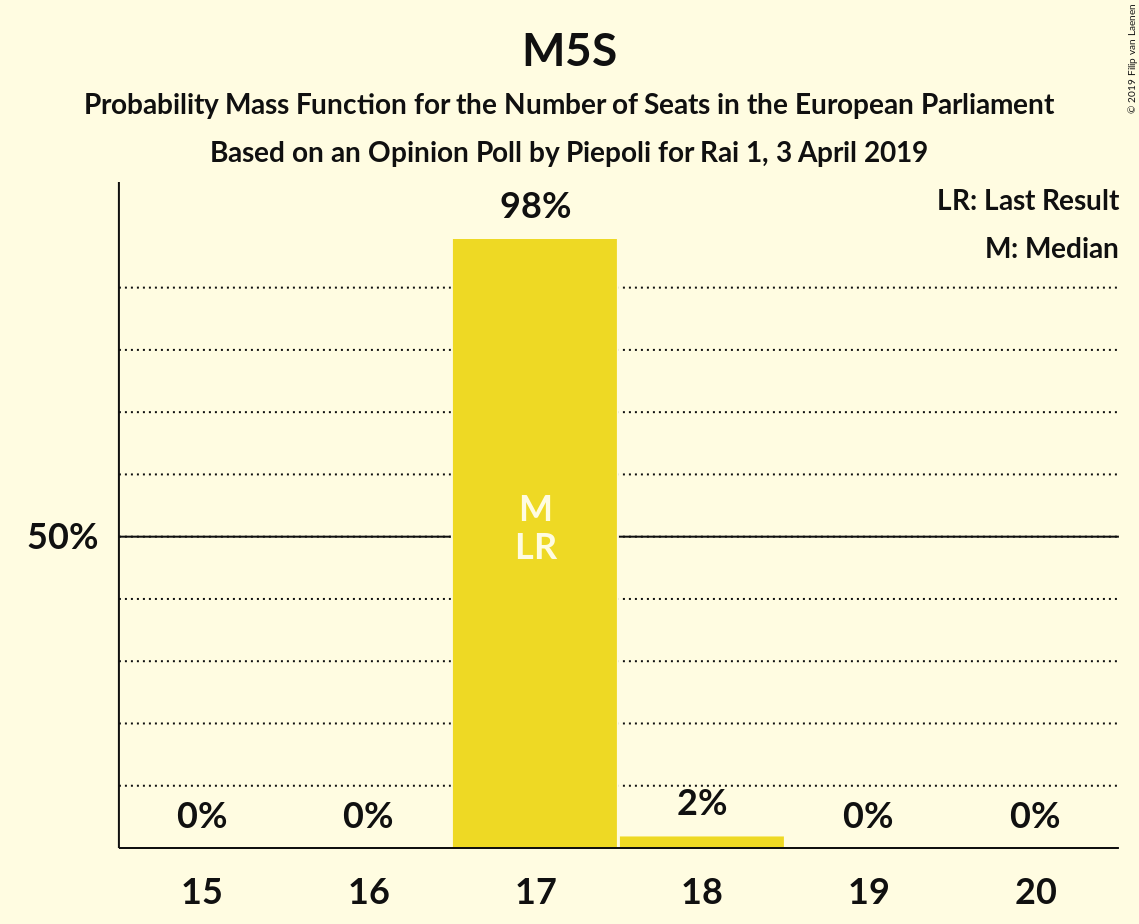 M5S
Probability Mass Function for the Number of Seats in the European Parliament
Based on an Opinion Poll by Piepoli for Rai 1, 3 April 2019
© 2019 Filip van Laenen
LR: Last Result
M: Median
98%
M
LR
50%
0%
0%
2%
0%
0%
15
16
17
18
19
20